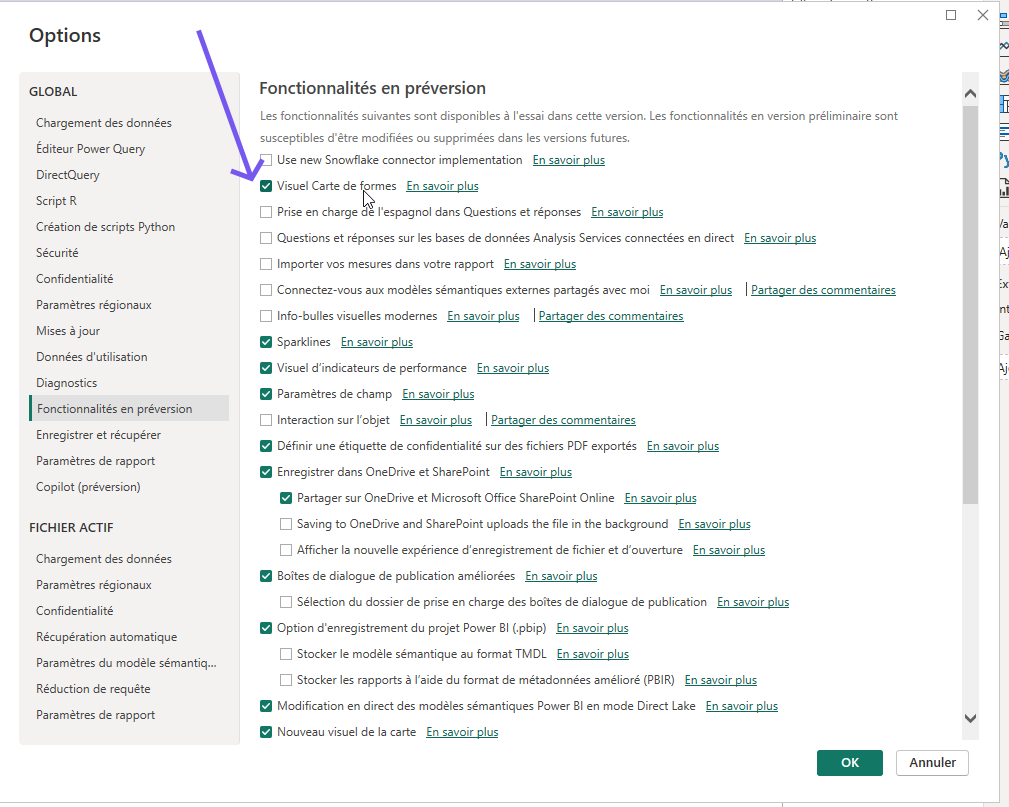 Options
GLOBAL
Chargement des données
Éditeur Power Query
DirectQuery
Script R
Création de scripts Python
Sécurité
Confidentialité
Paramètres régionaux
Mises à jour
Données d'utilisation
Diagnostics
Fonctionnalités en préversion
Enregistrer et récupérer
Paramètres de rapport
Copilot (préversion)
FICHIER ACTIF
Chargement des données
Paramètres régionaux
Confidentialité
Récupération automatique
Paramètres du modèle sémantiq...
Réduction de requête
Paramètres de rapport
Fonctionnalités en préversion
Les fonctionnalités suivantes sont disponibles à l'essai dans cette version. Les fonctionnalités en version préliminaire sont
susceptibles d'être modifiées ou supprimées dans les versions futures.
Use new Snowflake connector implementation En savoir plus
Visuel Carte de formes En savoir plus
Prise en charge de l'espagnol dans Questions et réponses En savoir plus
Questions et réponses sur les bases de données Analysis Services connectées en direct En savoir plus
Importer vos mesures dans votre rapport En savoir plus
Connectez-vous aux modèles sémantiques externes partagés avec moi En savoir plus | Partager des commentaires
Info-bulles visuelles modernes En savoir plus | Partager des commentaires
Sparklines En savoir plus
Visuel d'indicateurs de performance En savoir plus
Paramètres de champ En savoir plus
Interaction sur l'objet En savoir plus | Partager des commentaires
Définir une étiquette de confidentialité sur des fichiers PDF exportés En savoir plus
Enregistrer dans OneDrive et SharePoint En savoir plus
Partager sur OneDrive et Microsoft Office SharePoint Online En savoir plus
Saving to OneDrive and SharePoint uploads the file in the background En savoir plus
Afficher la nouvelle expérience d'enregistrement de fichier et d'ouverture En savoir plus
Boîtes de dialogue de publication améliorées En savoir plus
Sélection du dossier de prise en charge des boîtes de dialogue de publication En savoir plus
Option d'enregistrement du projet Power BI (.pbip) En savoir plus
Stocker le modèle sémantique au format TMDL En savoir plus
Stocker les rapports à l'aide du format de métadonnées amélioré (PBIR) En savoir plus
Modification en direct des modèles sémantiques Power BI en mode Direct Lake En savoir plus
Nouveau visuel de la carte En savoir plus
OK
Annuler